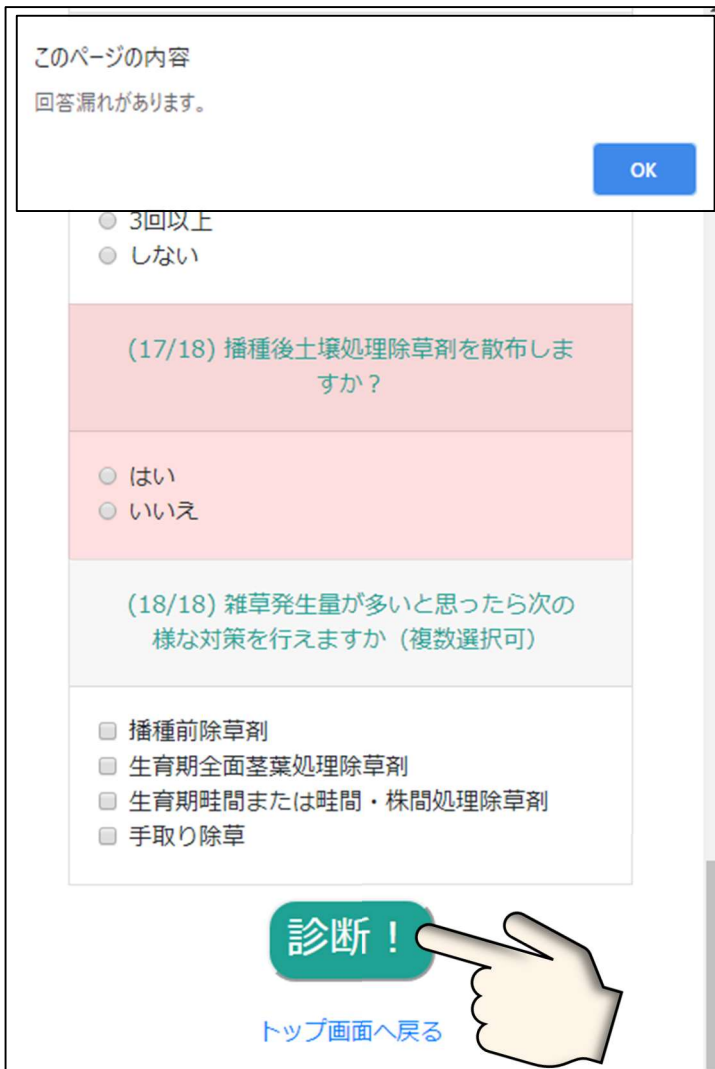 このページの内容
回答漏れがあります。
OK
3回以上
しない
(17/18) 播種後土壌処理除草剤を散布しま
すか？
はい
いいえ
(18/18) 雑草発生量が多いと思ったら次の
様な対策を行えますか（複数選択可）
播種前除草剤
生育期全面茎葉処理除草剤
生育期畦間または畦間・株間処理除草剤
手取り除草
診断！
トップ画面へ戻る